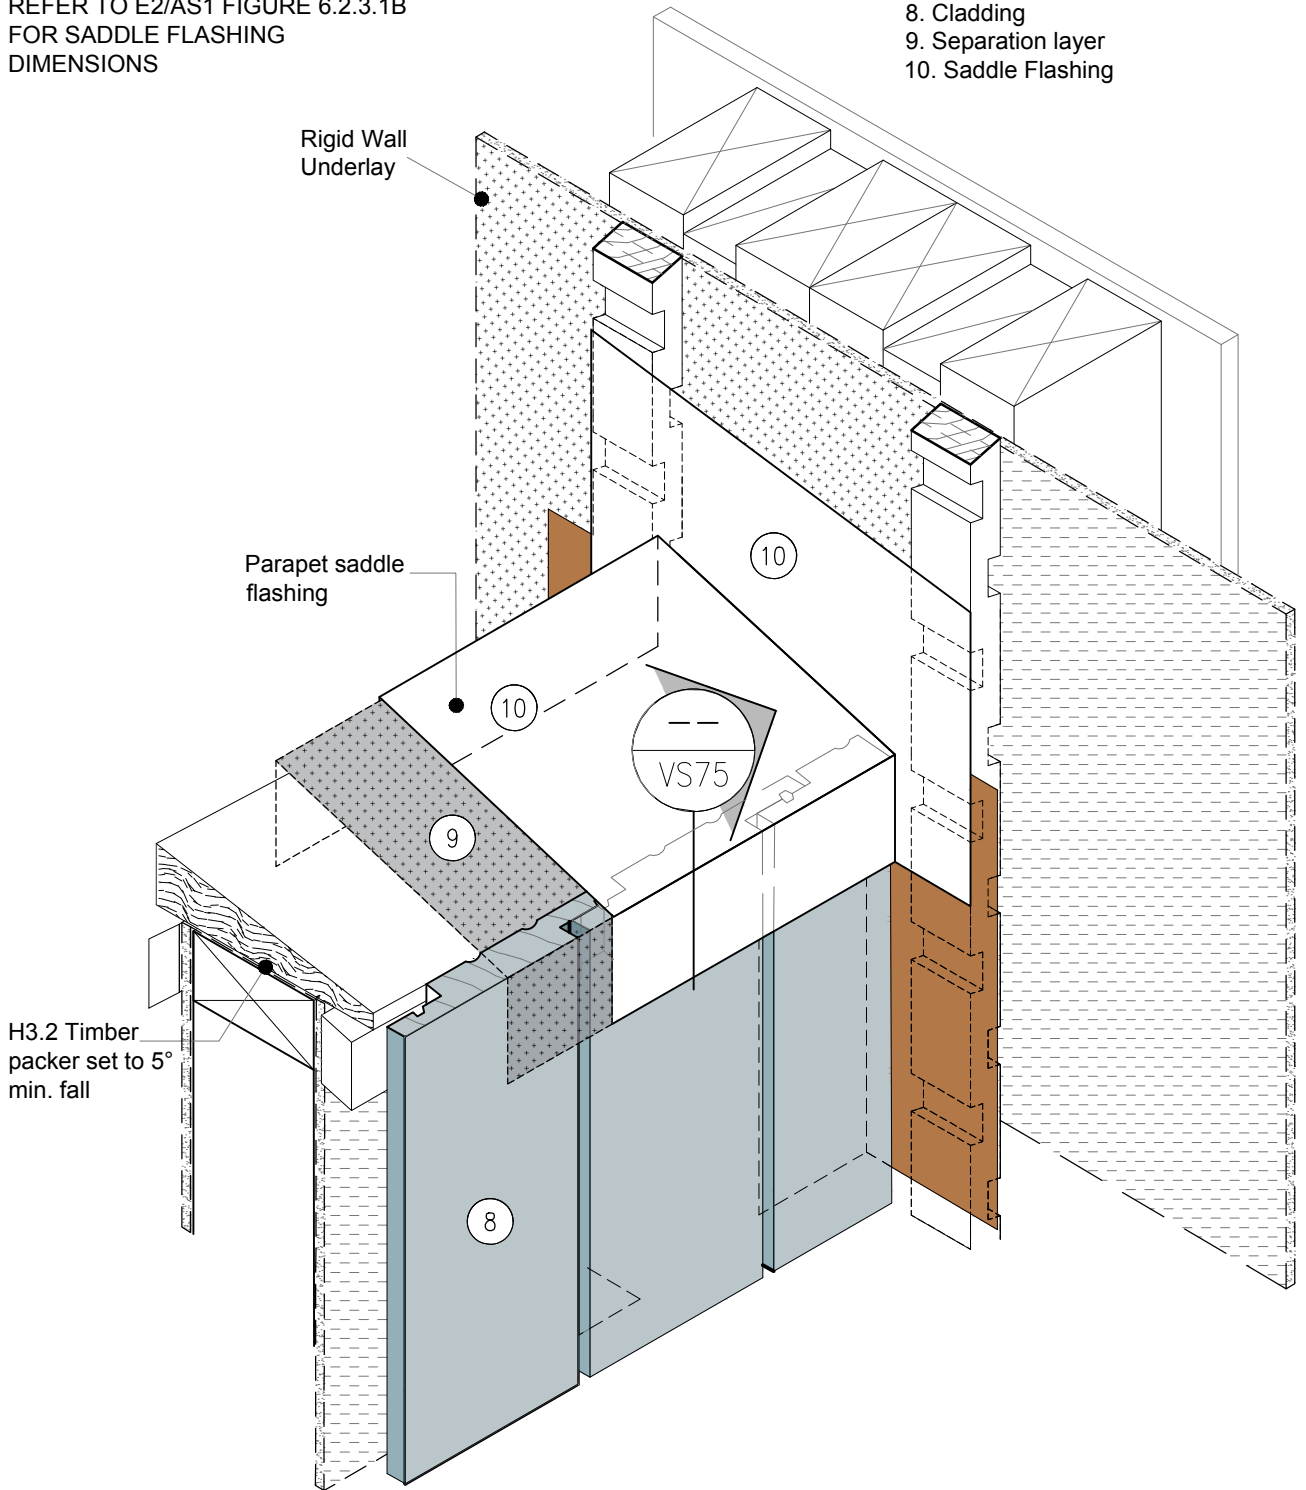 REFER TO E2/AS1 FIGURE 6.2.3.1B
FOR SADDLE FLASHING
DIMENSIONS
8. Cladding
9. Separation layer
10. Saddle Flashing
Rigid Wall
Underlay
10
Parapet saddle
flashing
10
-- 
VS75
9
H3.2 Timber
packer set to 5°
min. fall
8